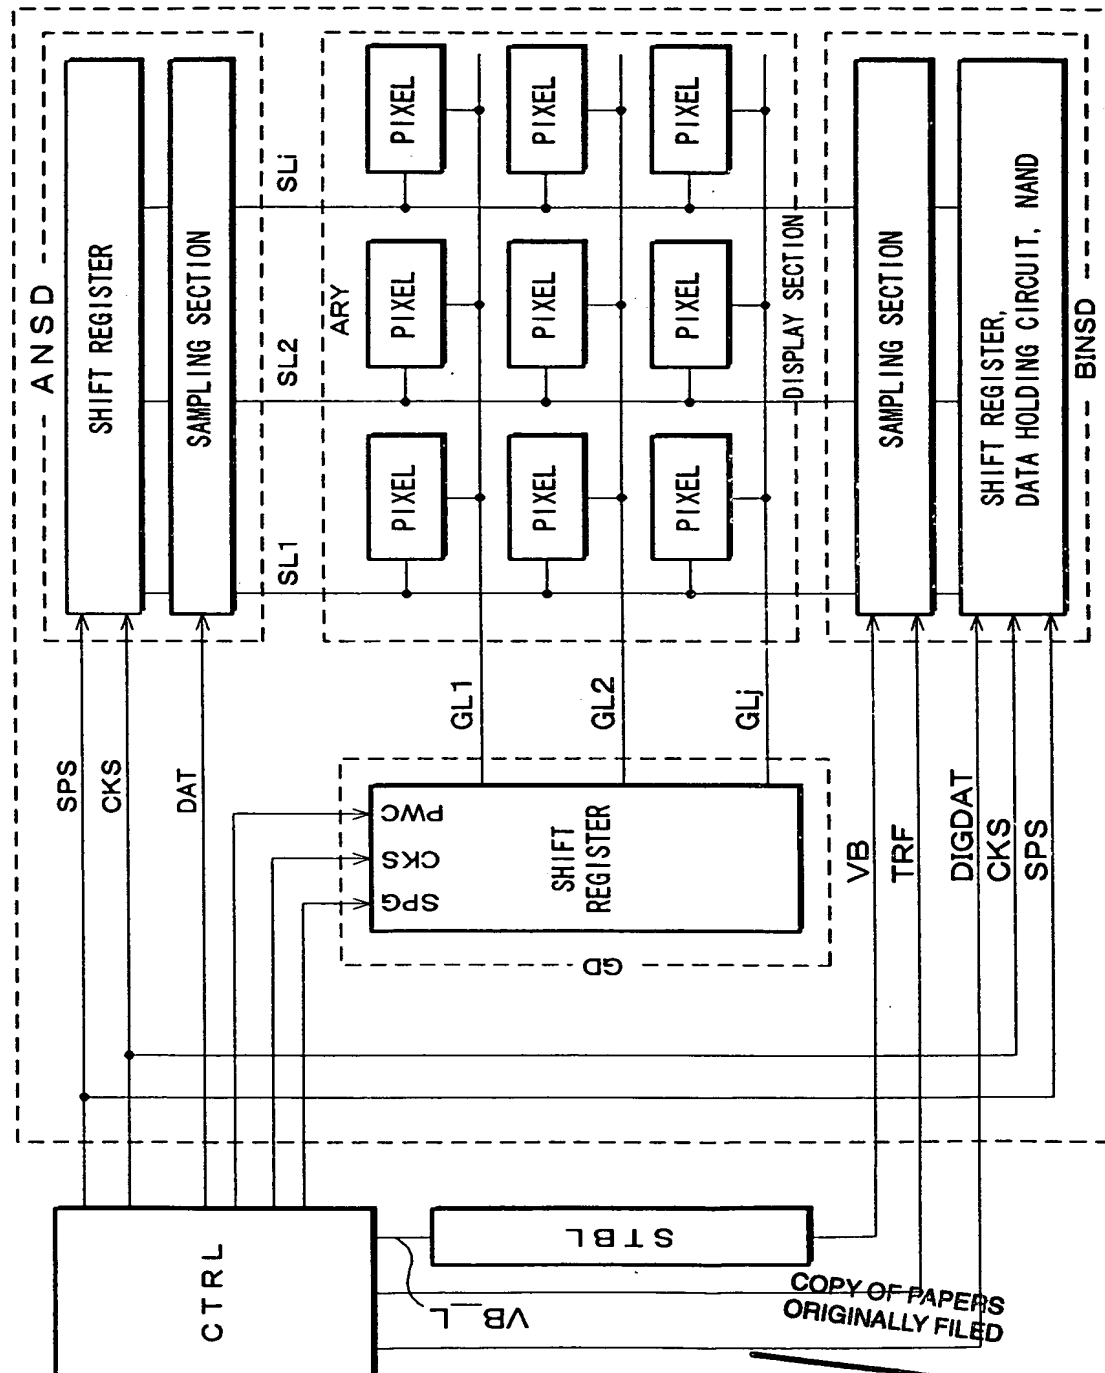 ANSD
SHIFT REGISTER
SAMPLING SECTION
SL1
SL2
SLi
ARY
PIXEL
PIXEL
PIXEL
PIXEL
PIXEL
PIXEL
PIXEL
PIXEL
PIXEL
DISPLAY SECTION
SAMPLING SECTION
SHIFT REGISTER,
DATA HOLDING CIRCUIT, NAND
BINSD
SPS
CKS
DAT
GL1
GL2
GLj
PWC
CKS
SPG
SHIFT
REGISTER
GD
VB
TRF
DIGDAT
CKS
SPS
CTRL
STBL
VB_L
COPY OF PAPERS
ORIGINALLY FILED